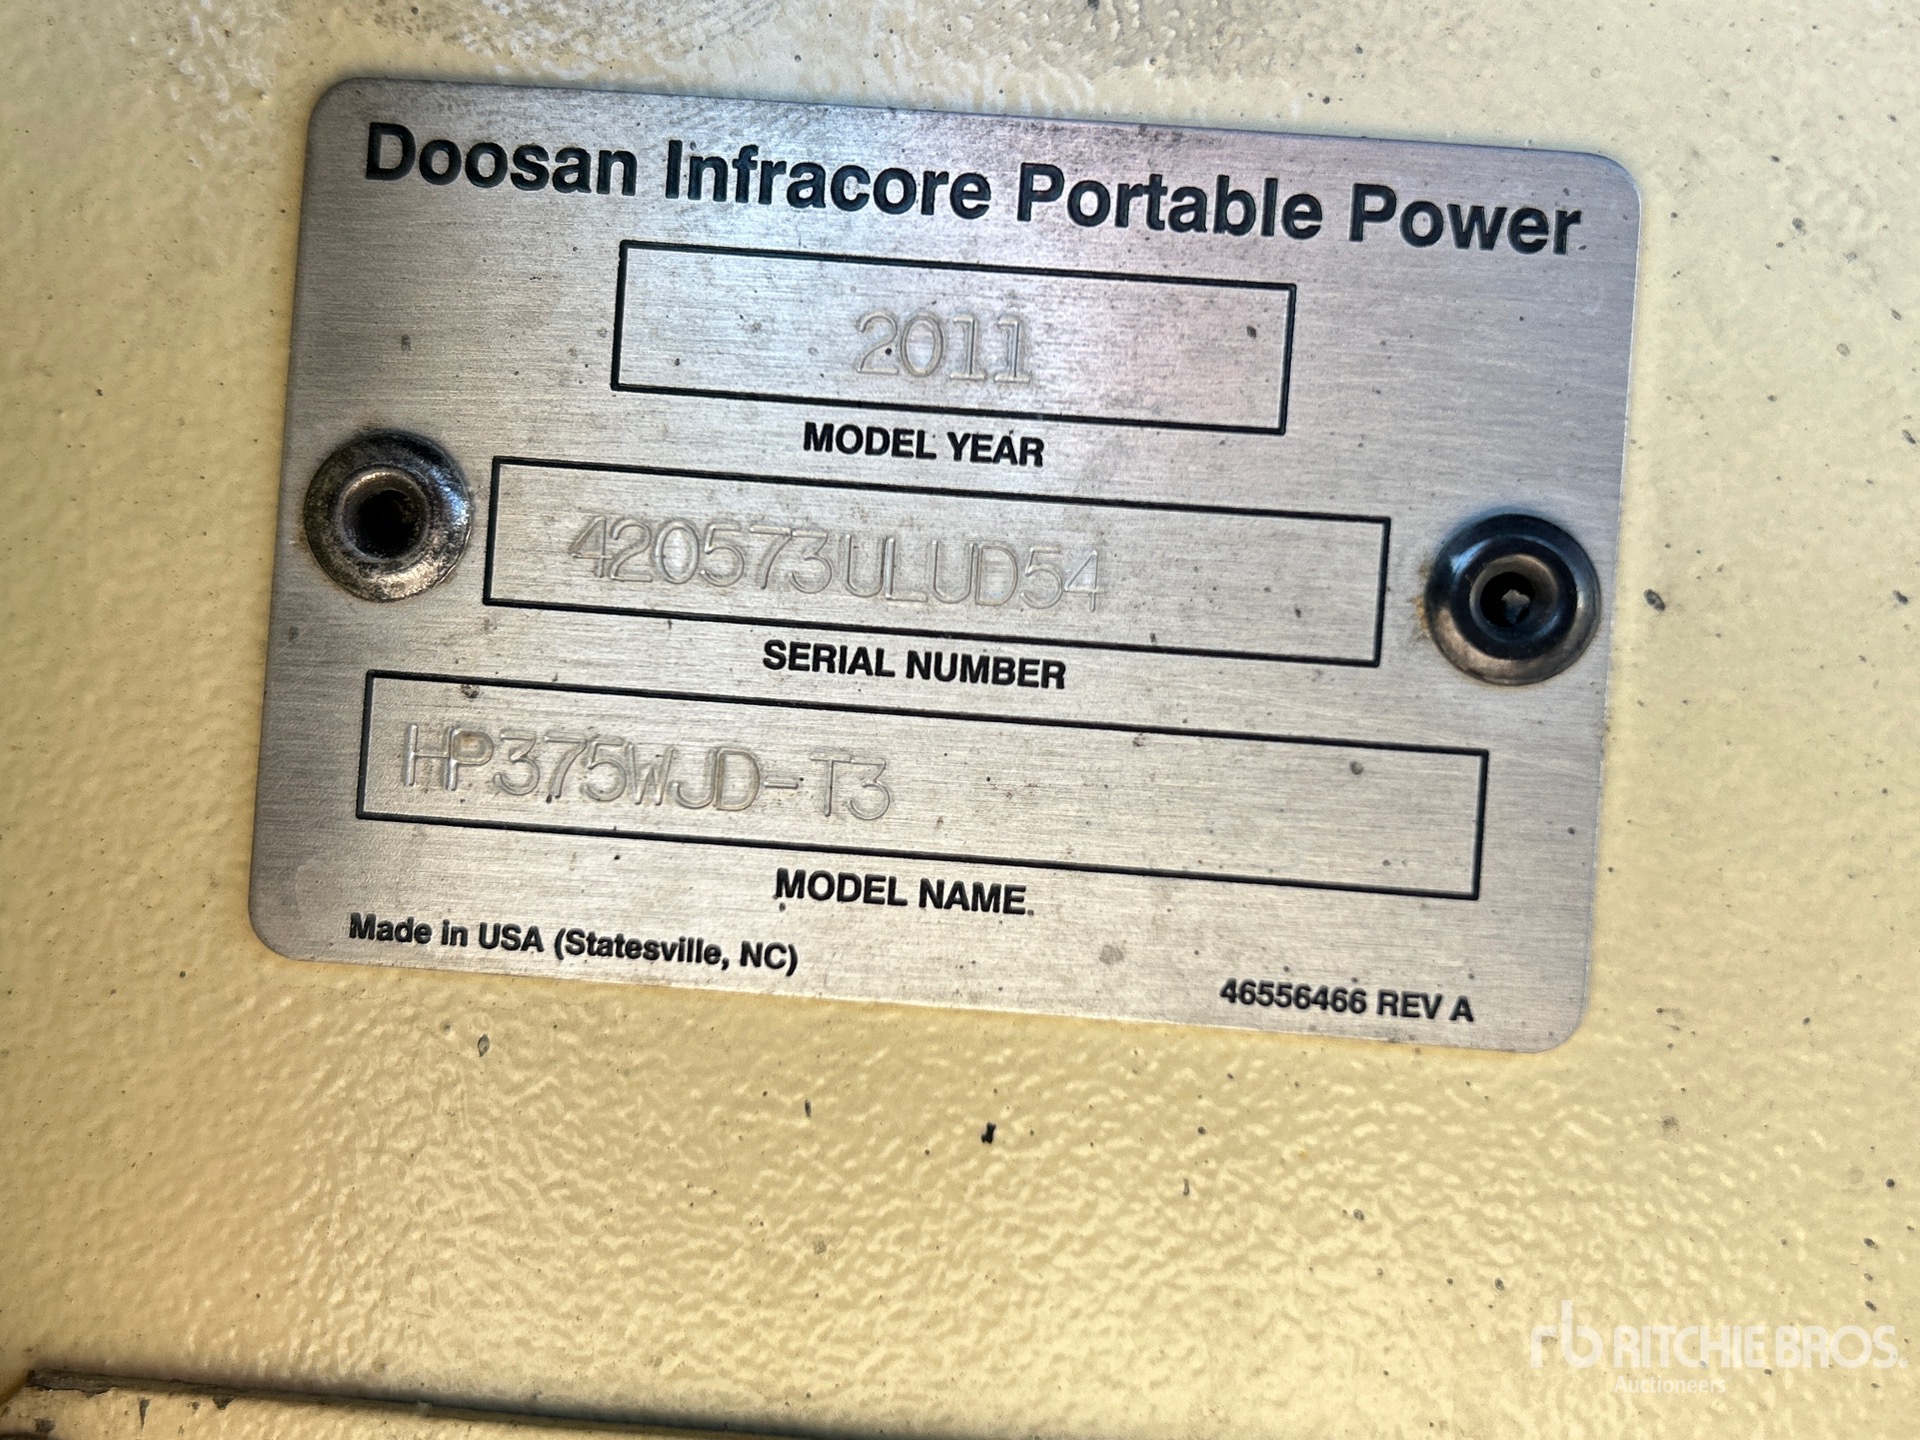 Doosan Infracore Portable Power
2011
MODEL YEAR
420573ULUD54
SERIAL NUMBER
HP375WJD-T3
MODEL NAME
Made in USA (Statesville, NC)
46556466 REV A
rb RITCHIE BROS.
Auctioneers